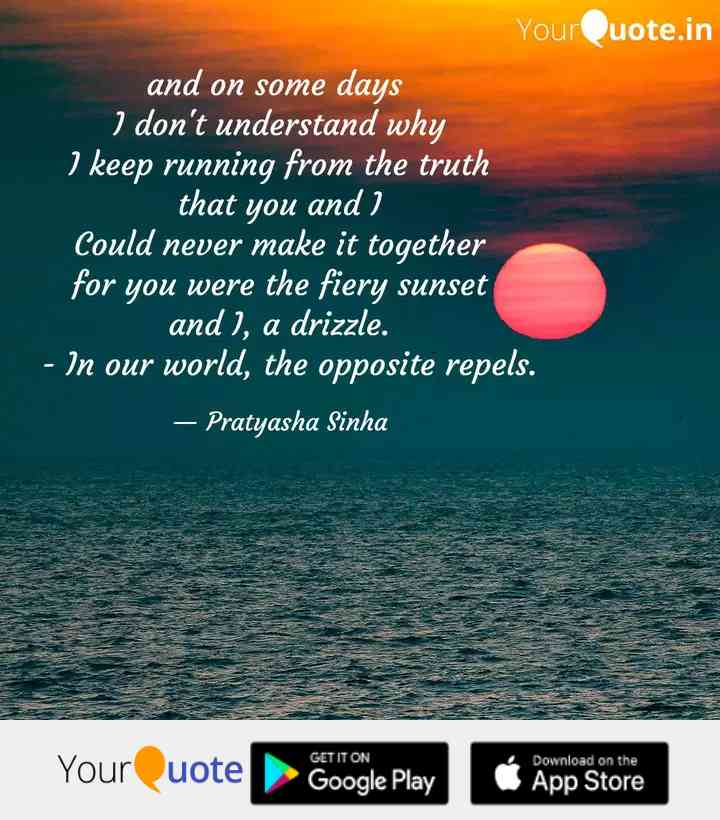 YourQuote.in
and on some days
I don't understand why
I keep running from the truth
that you and I
Could never make it together
for you were the fiery sunset
and I, a drizzle.
- In our world, the opposite repels.
— Pratyasha Sinha
YourQuote
GET IT ON
Google Play
Download on the
App Store